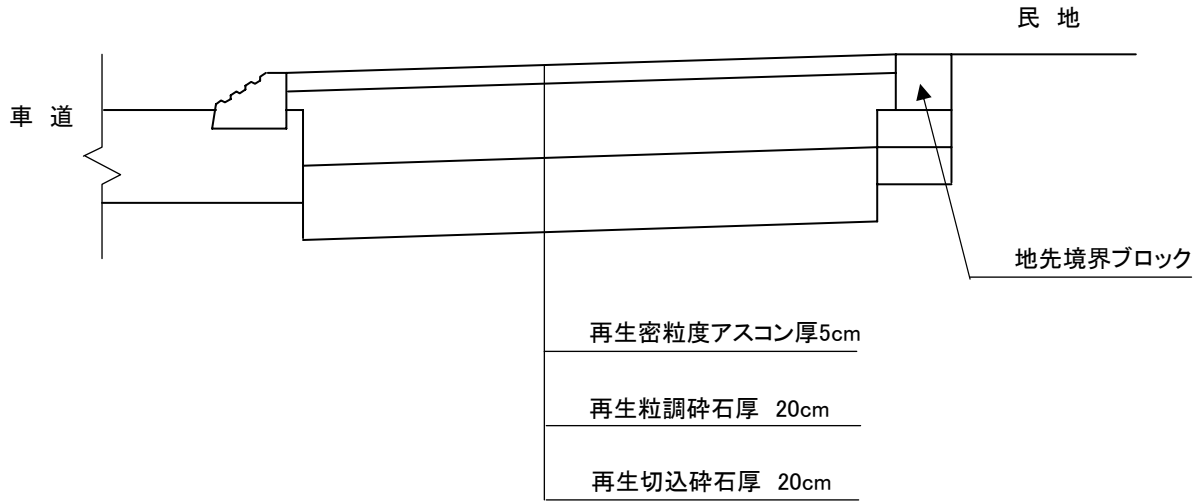 民 地
車 道
地先境界ブロック
再生密粒度アスコン厚5cm
再生粒調砕石厚 20cm
再生切込砕石厚 20cm